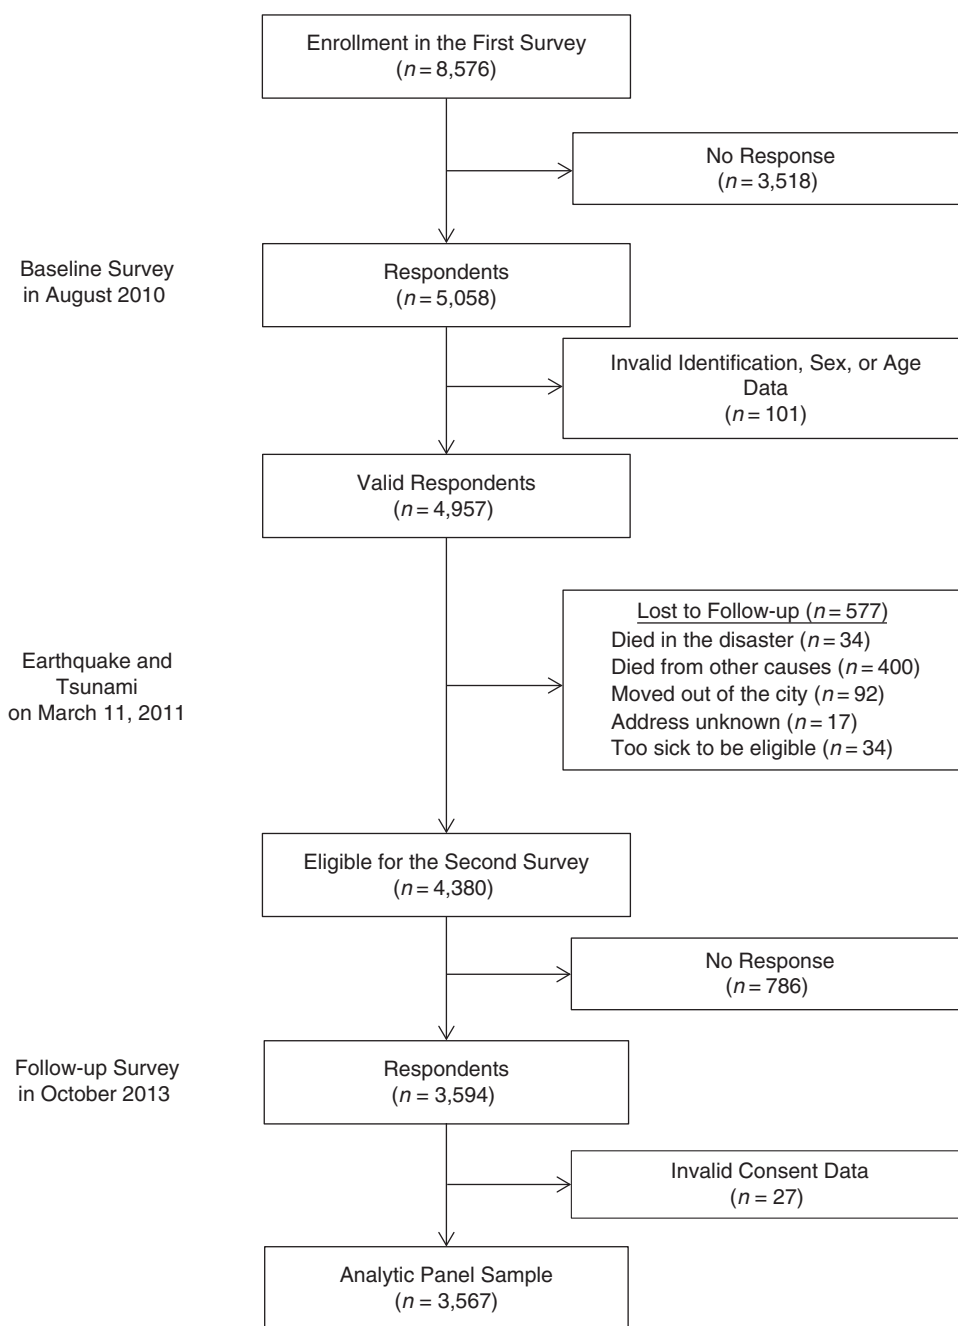 Enrollment in the First Survey
(n = 8,576)
No Response
(n = 3,518)
Baseline Survey
in August 2010
Respondents
(n = 5,058)
Invalid Identification, Sex, or Age
Data
(n = 101)
Valid Respondents
(n = 4,957)
Earthquake and
Tsunami
on March 11, 2011
Lost to Follow-up (n = 577)
Died in the disaster (n = 34)
Died from other causes (n = 400)
Moved out of the city (n = 92)
Address unknown (n = 17)
Too sick to be eligible (n = 34)
Eligible for the Second Survey
(n = 4,380)
No Response
(n = 786)
Follow-up Survey
in October 2013
Respondents
(n = 3,594)
Invalid Consent Data
(n = 27)
Analytic Panel Sample
(n = 3,567)